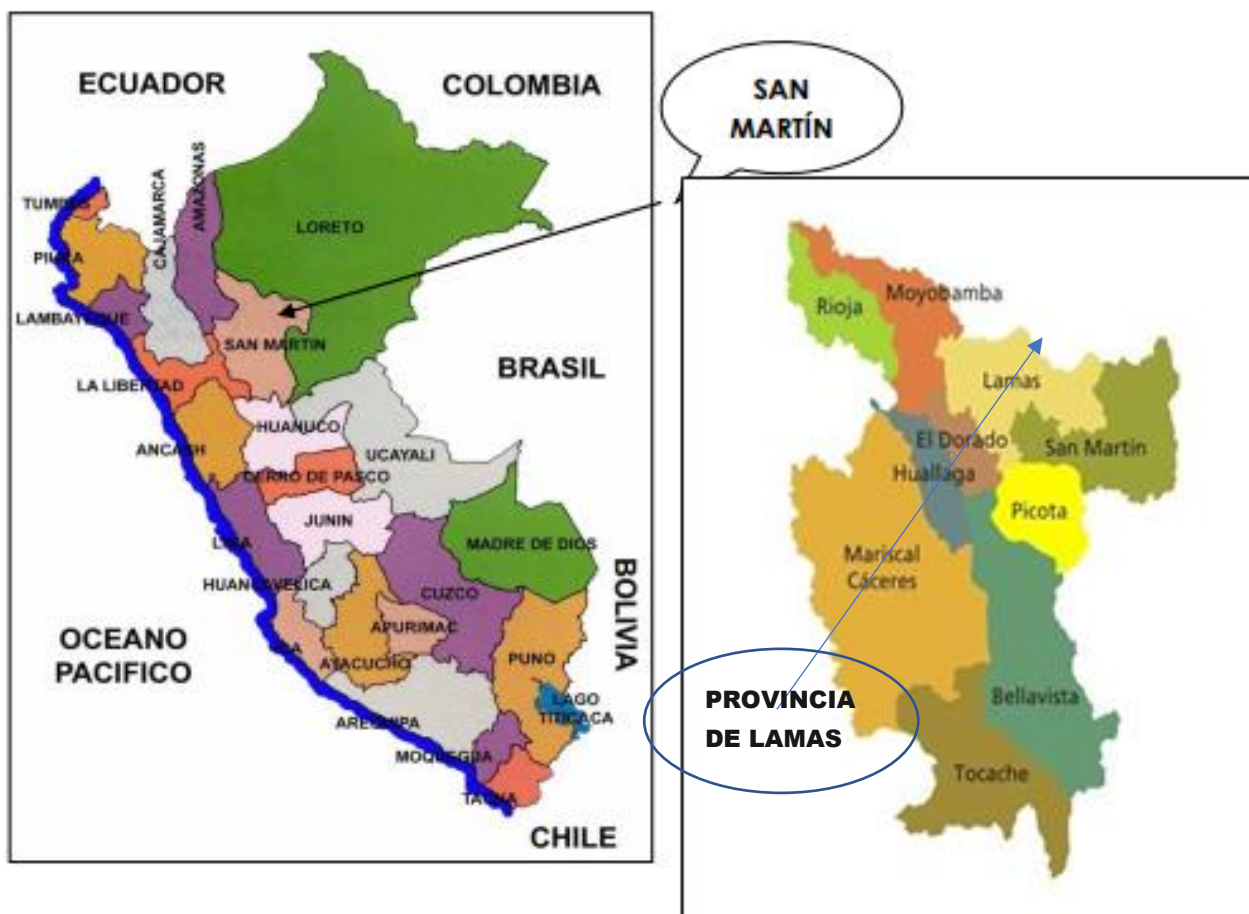 ECUADOR
COLOMBIA
SAN
MARTÍN
TUMBES
PIURA
CAJAMARCA
AMAZONAS
LORETO
LAMBAYEQUE
SAN MARTIN
BRASIL
LA LIBERTAD
HUANUCO
ANCASH
UCAYALI
CERRO DE PASCO
JUNIN
LIMA
MADRE DE DIOS
HUANCAVELICA
CUZCO
BOLIVIA
OCEANO
PACIFICO
ICA
APURIMAC
AYACUCHO
PUNO
LAGO
TITICACA
AREQUIPA
MOQUEGUA
TACNA
CHILE
Rioja
Moyobamba
Lamas
El Dorado
San Martin
Huallaga
Picota
Mariscal
Cáceres
PROVINCIA
DE LAMAS
Bellavista
Tocache